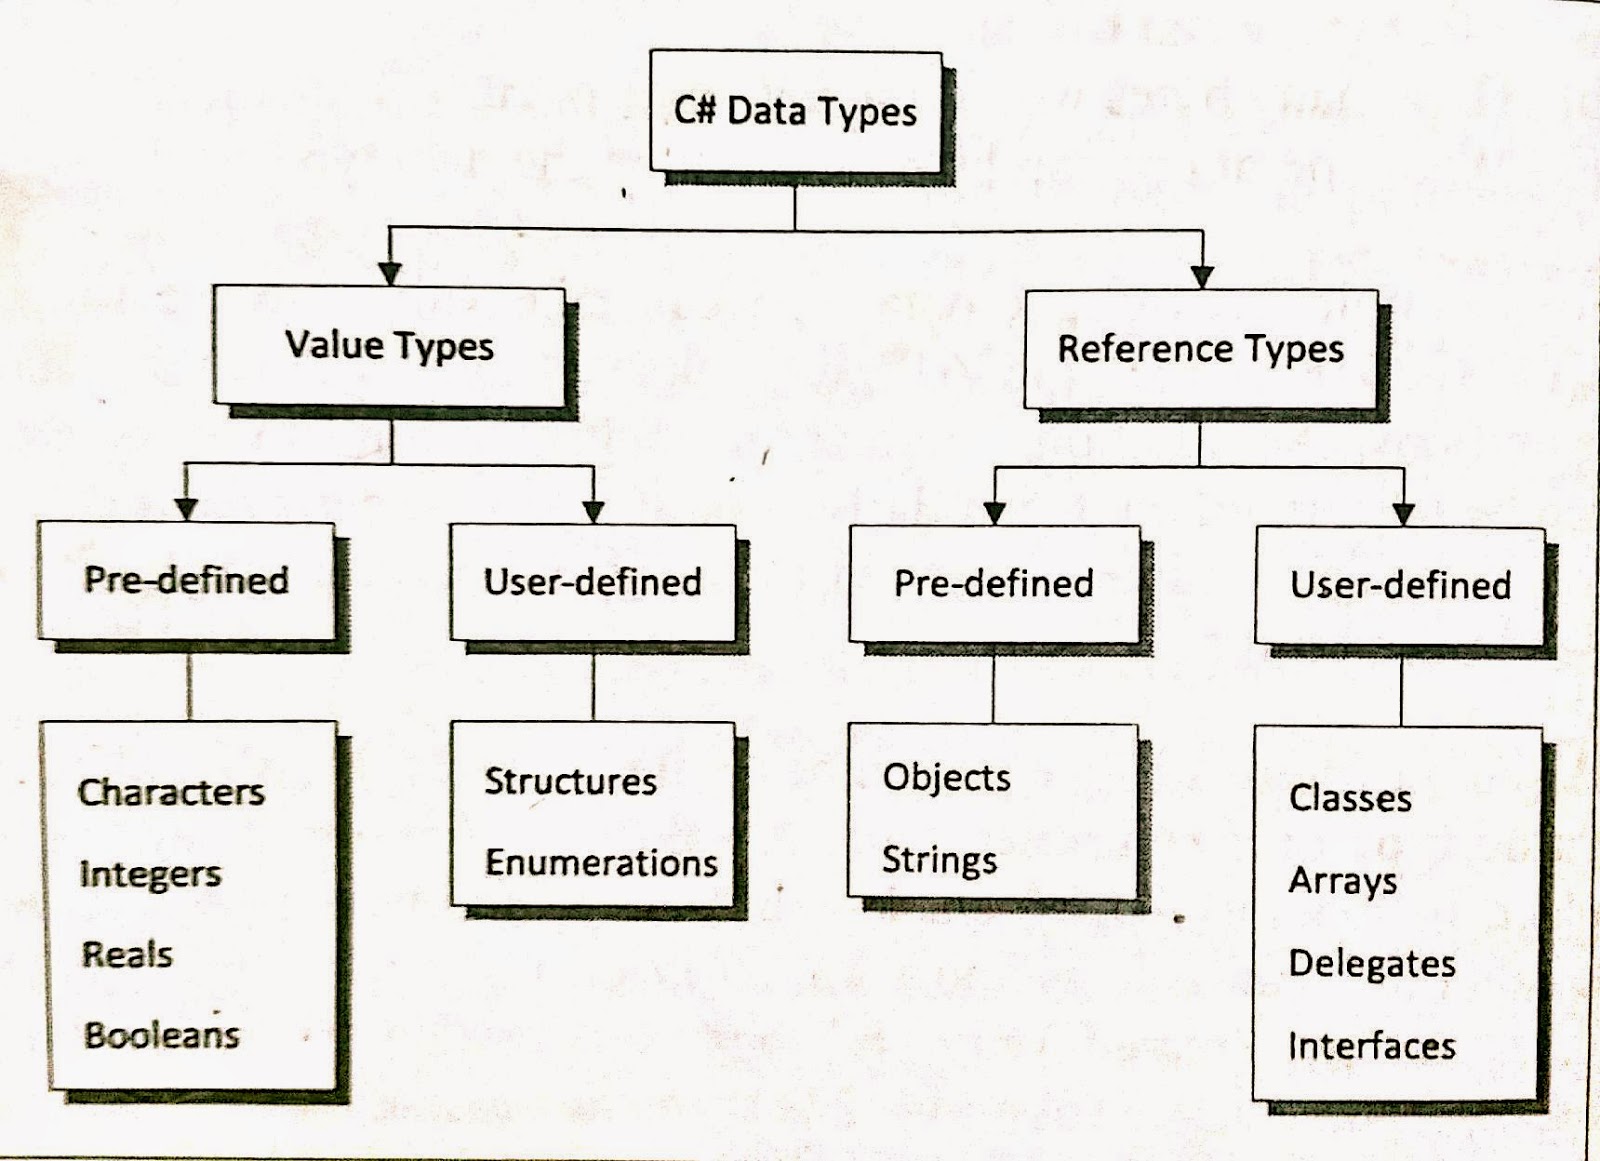 C# Data Types
Value Types
Reference Types
Pre-defined
User-defined
Pre-defined
User-defined
Characters
Integers
Reals
Booleans
Structures
Enumerations
Objects
Strings
Classes
Arrays
Delegates
Interfaces